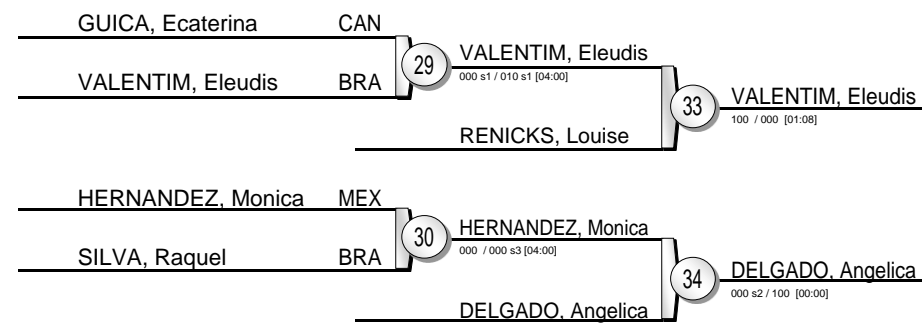 GUICA, Ecaterina CAN
VALENTIM, Eleudis BRA
29
VALENTIM, Eleudis
000 s1 / 010 s1 [04:00]
RENICKS, Louise
33
VALENTIM, Eleudis
100 / 000 [01:08]
HERNANDEZ, Monica MEX
SILVA, Raquel BRA
30
HERNANDEZ, Monica
000 / 000 s3 [04:00]
DELGADO, Angelica
34
DELGADO, Angelica
000 s2 / 100 [00:00]